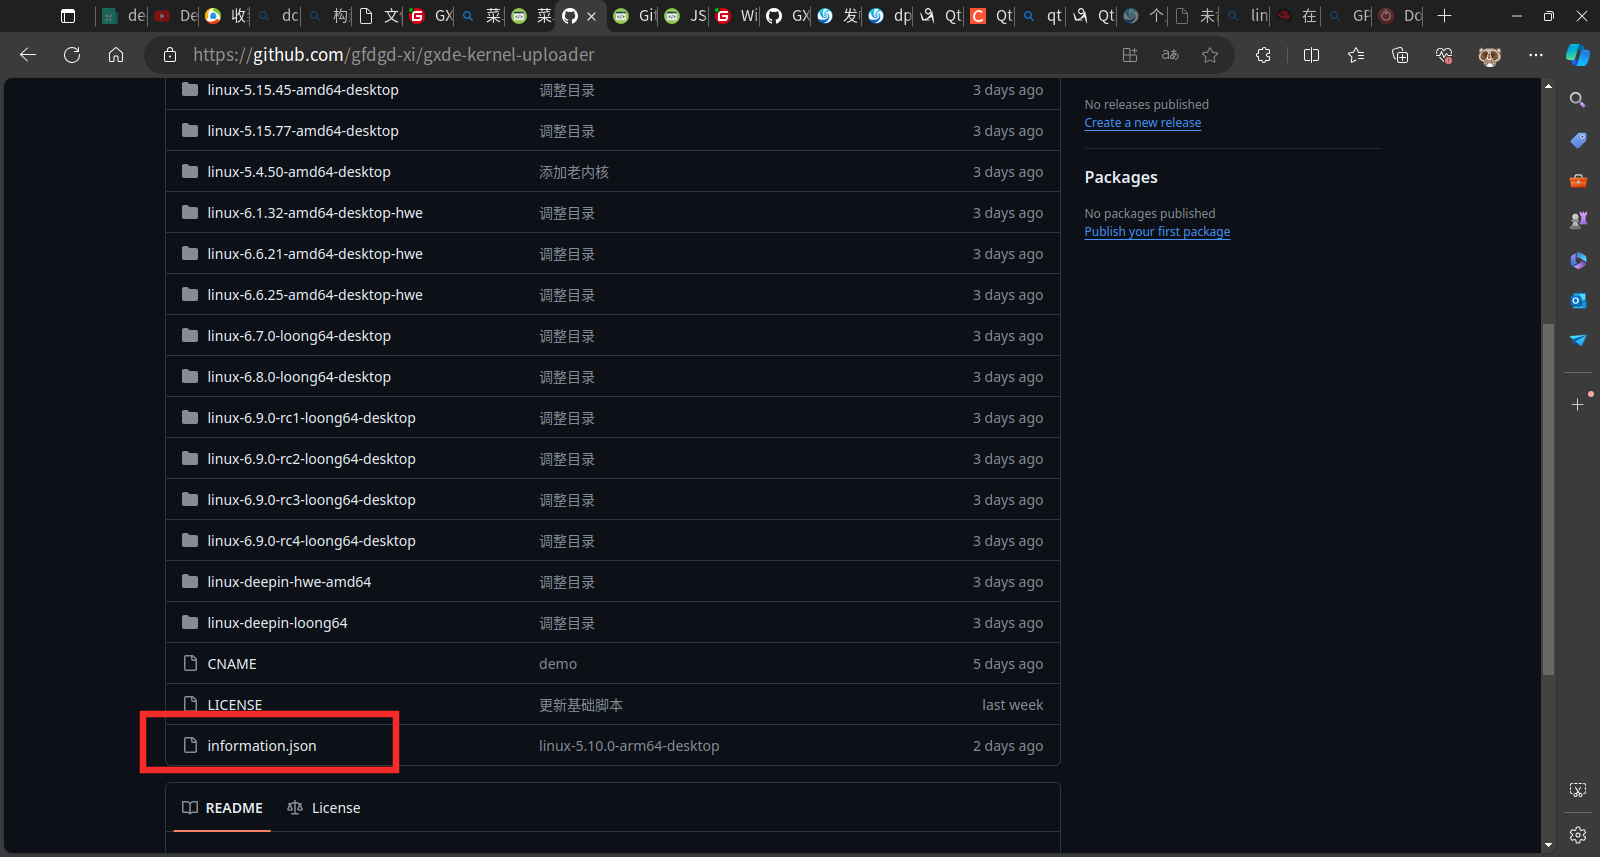 de
De
收
dc
构
文
GX
菜
菜
Git
JS
Wi
GX
发
dp
Qt
Qt
qt
Qt
个
未
lin
在
GF
Dc
https://github.com/gfdgd-xi/gxde-kernel-uploader
aあ
linux-5.15.45-amd64-desktop 调整目录 3 days ago
linux-5.15.77-amd64-desktop 调整目录 3 days ago
linux-5.4.50-amd64-desktop 添加老内核 3 days ago
linux-6.1.32-amd64-desktop-hwe 调整目录 3 days ago
linux-6.6.21-amd64-desktop-hwe 调整目录 3 days ago
linux-6.6.25-amd64-desktop-hwe 调整目录 3 days ago
linux-6.7.0-loong64-desktop 调整目录 3 days ago
linux-6.8.0-loong64-desktop 调整目录 3 days ago
linux-6.9.0-rc1-loong64-desktop 调整目录 3 days ago
linux-6.9.0-rc2-loong64-desktop 调整目录 3 days ago
linux-6.9.0-rc3-loong64-desktop 调整目录 3 days ago
linux-6.9.0-rc4-loong64-desktop 调整目录 3 days ago
linux-deepin-hwe-amd64 调整目录 3 days ago
linux-deepin-loong64 调整目录 3 days ago
CNAME demo 5 days ago
LICENSE 更新基础脚本 last week
information.json linux-5.10.0-arm64-desktop 2 days ago
README License
No releases published
Create a new release
Packages
No packages published
Publish your first package